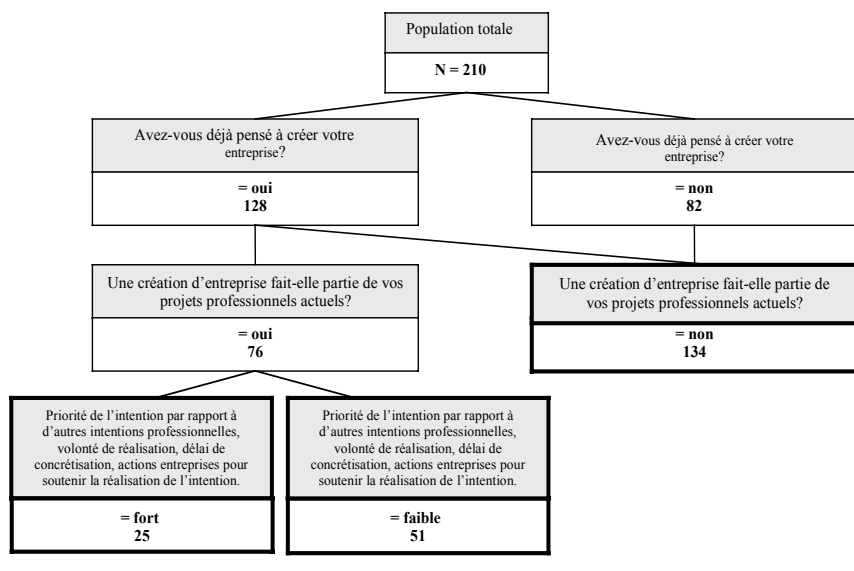 Population totale
N = 210
Avez-vous déjà pensé à créer votre
entreprise?
= oui
128
Avez-vous déjà pensé à créer votre
entreprise?
= non
82
Une création d'entreprise fait-elle partie de vos
projets professionnels actuels?
= oui
76
Une création d'entreprise fait-elle partie de
vos projets professionnels actuels?
= non
134
Priorité de l'intention par rapport à
d'autres intentions professionnelles,
volonté de réalisation, délai de
concrétisation, actions entreprises pour
soutenir la réalisation de l'intention.
= fort
25
Priorité de l'intention par rapport à
d'autres intentions professionnelles,
volonté de réalisation, délai de
concrétisation, actions entreprises pour
soutenir la réalisation de l'intention.
= faible
51